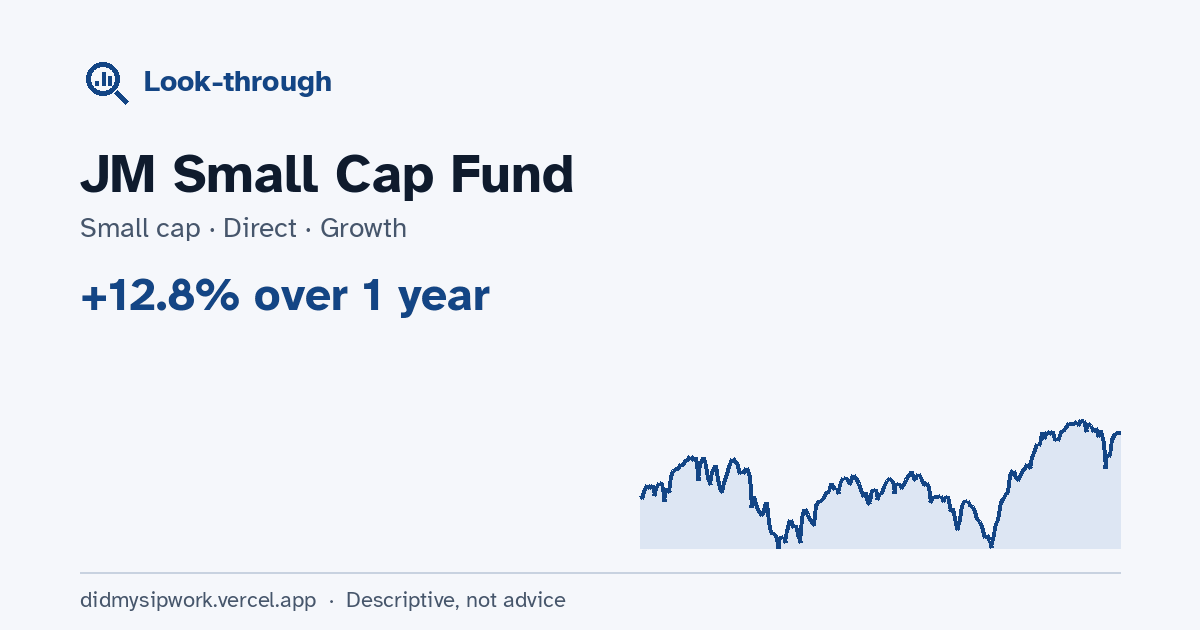 Look-through
JM Small Cap Fund
Small cap · Direct · Growth
+12.8% over 1 year
didmysipwork.vercel.app · Descriptive, not advice